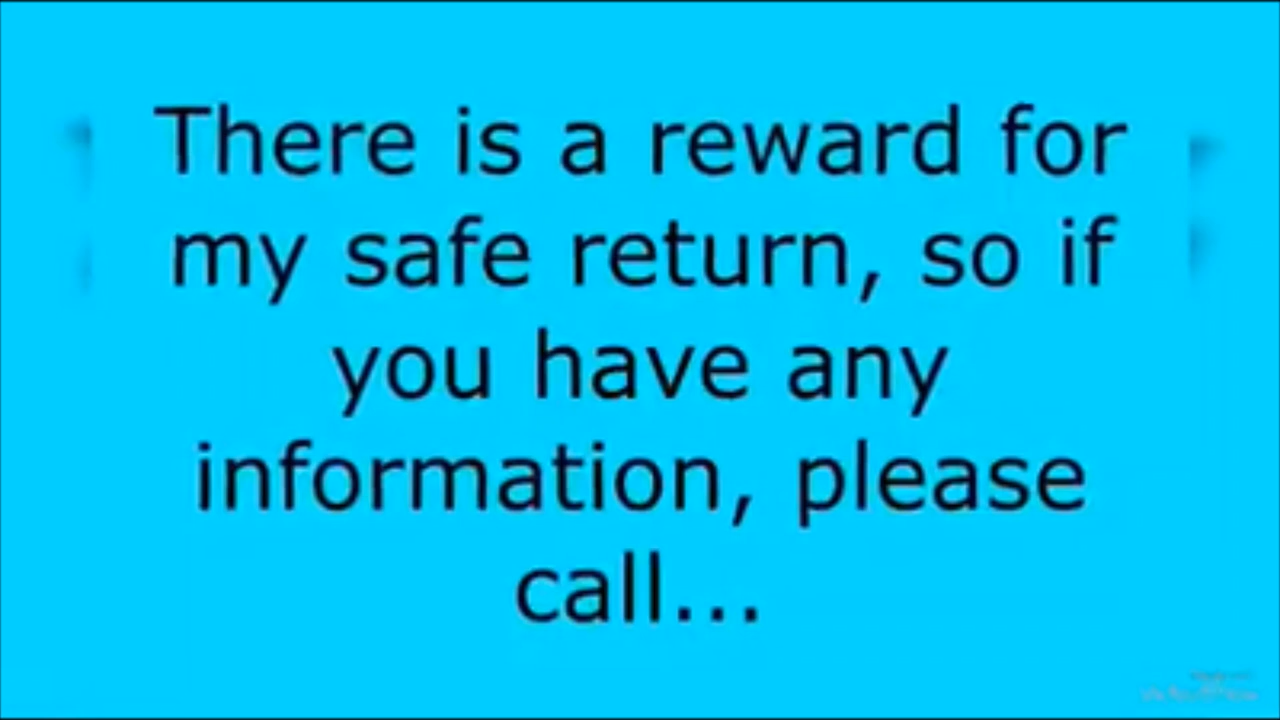 There is a reward for
my safe return, so if
you have any
information, please
call...